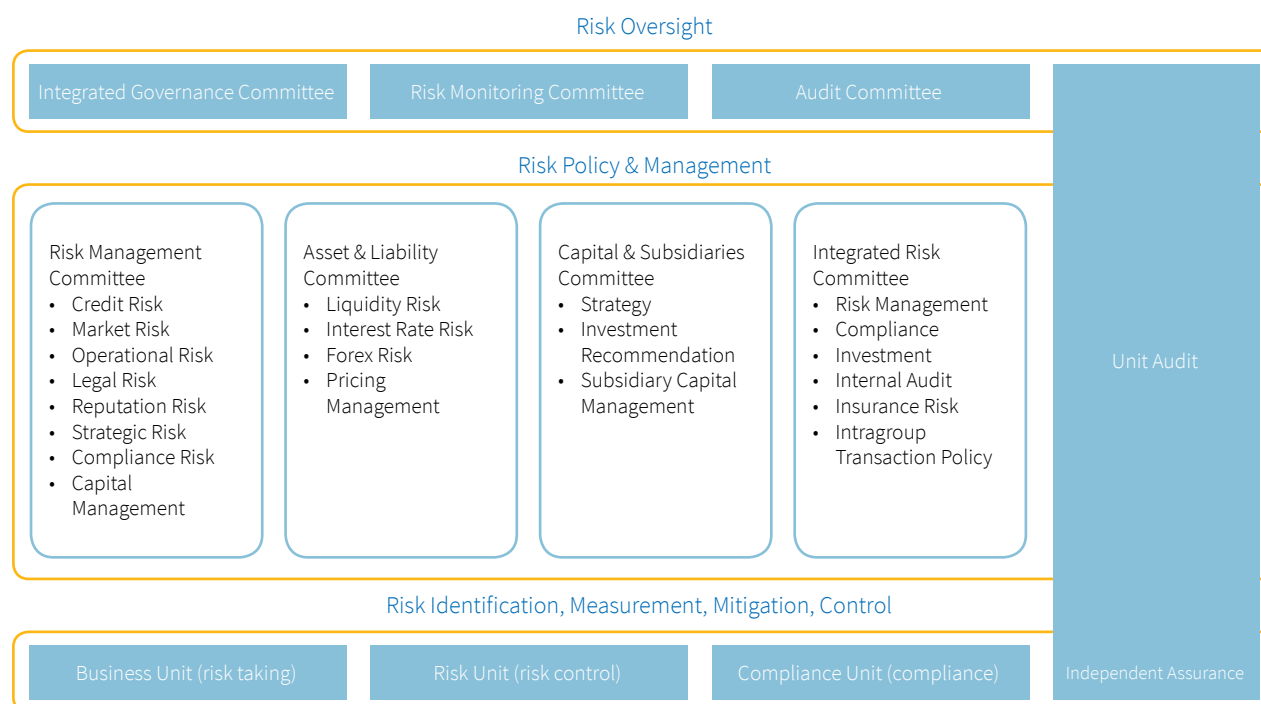 Risk Oversight
Integrated Governance Committee
Risk Monitoring Committee
Audit Committee
Risk Policy & Management
Risk Management
Committee
• Credit Risk
• Market Risk
• Operational Risk
• Legal Risk
• Reputation Risk
• Strategic Risk
• Compliance Risk
• Capital
Management
Asset & Liability
Committee
• Liquidity Risk
• Interest Rate Risk
• Forex Risk
• Pricing
Management
Capital & Subsidiaries
Committee
• Strategy
• Investment
Recommendation
• Subsidiary Capital
Management
Integrated Risk
Committee
• Risk Management
• Compliance
• Investment
• Internal Audit
• Insurance Risk
• Intragroup
Transaction Policy
Unit Audit
Risk Identification, Measurement, Mitigation, Control
Business Unit (risk taking)
Risk Unit (risk control)
Compliance Unit (compliance)
Independent Assurance